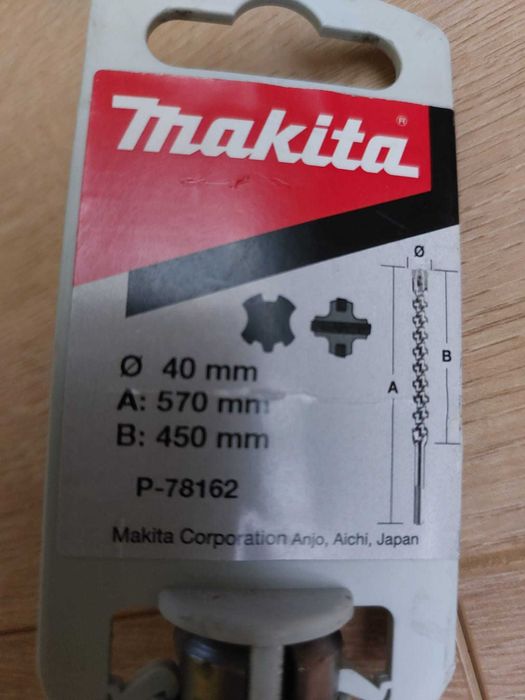 makita®
Ø
Ø 40 mm
A: 570 mm
B: 450 mm
A
B
P-78162
Makita Corporation Anjo, Aichi, Japan